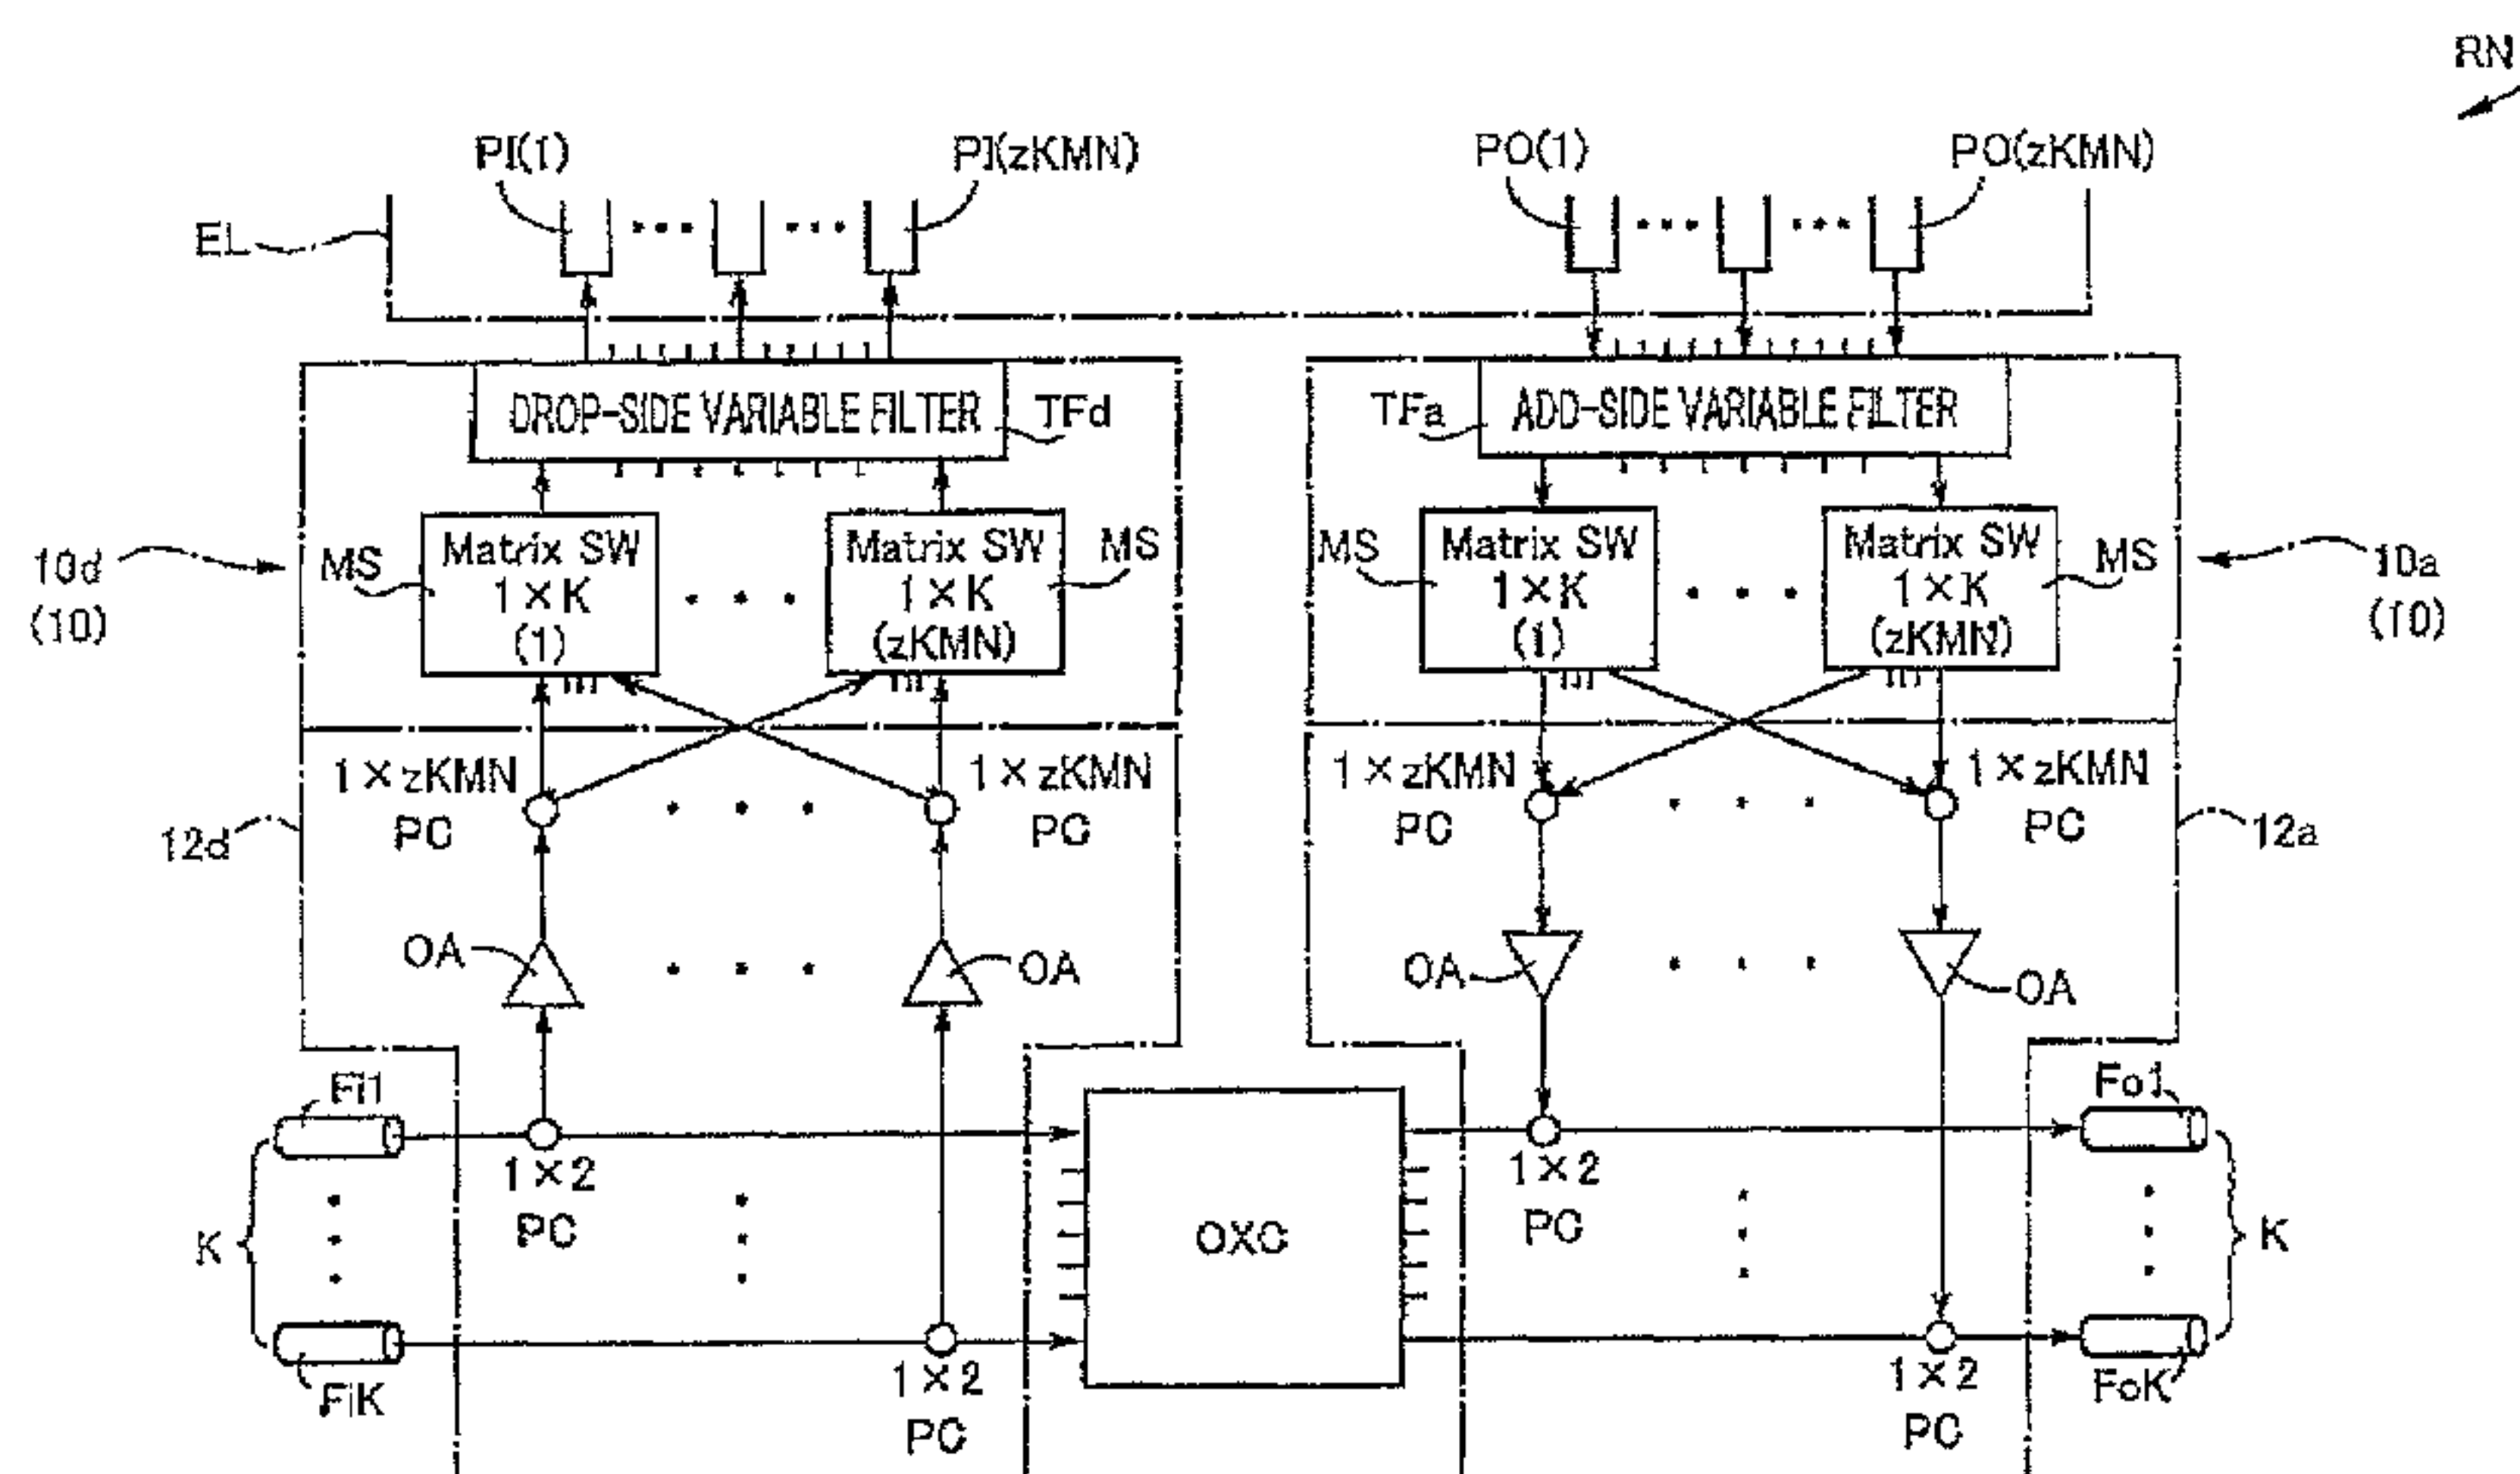 RN
PI(1)
PI(zKMN)
PO(1)
PO(zKMN)
EL
DROP-SIDE VARIABLE FILTER
TFd
TFa
ADD-SIDE VARIABLE FILTER
10d
(10)
MS
Matrix SW
1×K
(1)
Matrix SW
1×K
(zKMN)
MS
MS
Matrix SW
1×K
(1)
Matrix SW
1×K
(zKMN)
MS
10a
(10)
1×zKMN
PC
1×zKMN
PC
1×zKMN
PC
1×zKMN
PC
12d
12a
OA
OA
OA
OA
Fi1
Fo1
1×2
PC
1×2
PC
K
OXC
K
FiK
FoK
1×2
PC
1×2
PC